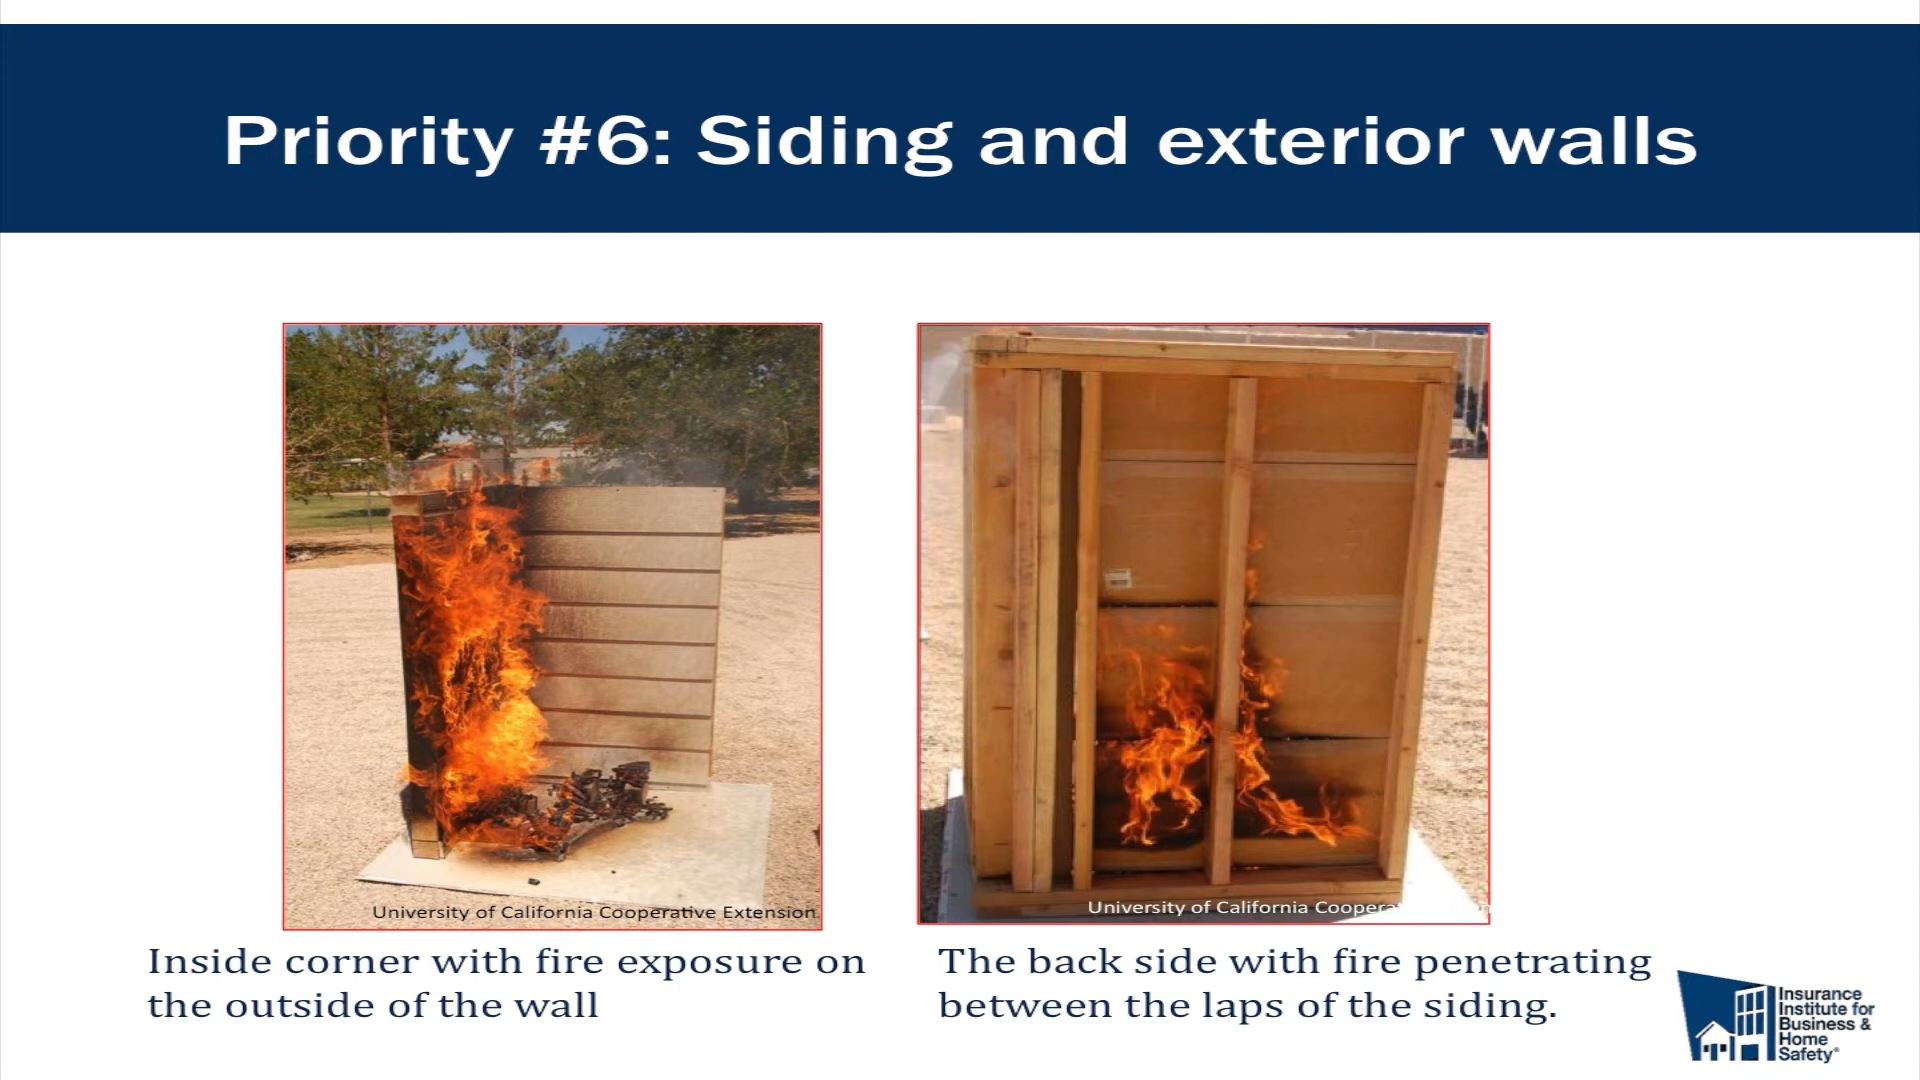 Priority #6: Siding and exterior walls
University of California Cooperative Extension
University of California
Inside corner with fire exposure on
the outside of the wall
The back side with fire penetrating
between the laps of the siding.
Insurance
Institute for
Business &
Home
Safety®